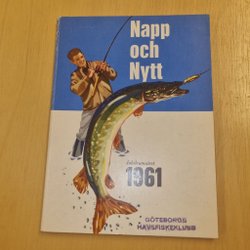 Napp
och
Nytt
1961
GÖTEBORGS
HAVSFISKEKLUBB